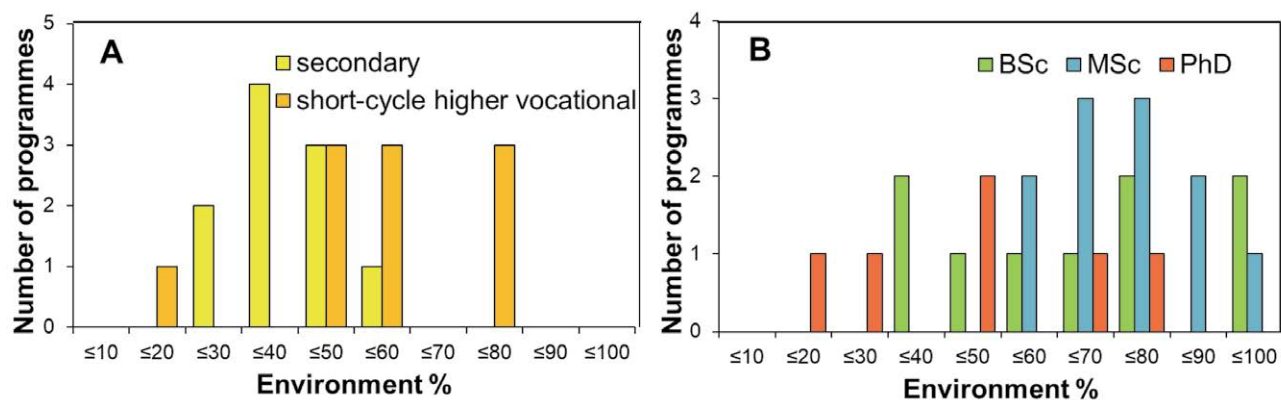 A
secondary
short-cycle higher vocational
Number of programmes
5
4
3
2
1
0
≤10 ≤20 ≤30 ≤40 ≤50 ≤60 ≤70 ≤80 ≤90 ≤100
Environment %
B
BSc MSc PhD
Number of programmes
4
3
2
1
0
≤10 ≤20 ≤30 ≤40 ≤50 ≤60 ≤70 ≤80 ≤90 ≤100
Environment %